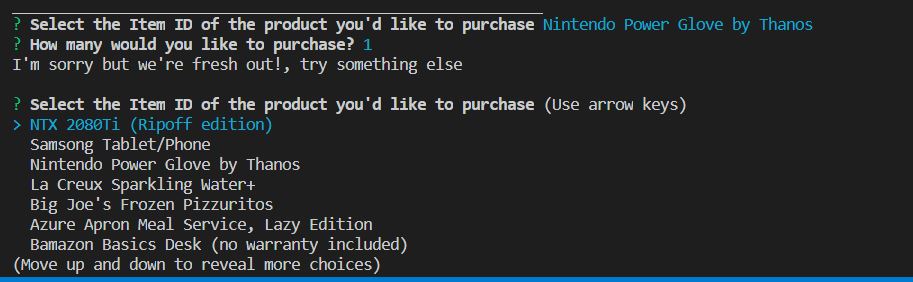 ? Select the Item ID of the product you'd like to purchase Nintendo Power Glove by Thanos
? How many would you like to purchase? 1
I'm sorry but we're fresh out!, try something else
? Select the Item ID of the product you'd like to purchase (Use arrow keys)
> NTX 2080Ti (Ripoff edition)
Samsong Tablet/Phone
Nintendo Power Glove by Thanos
La Creux Sparkling Water+
Big Joe's Frozen Pizzuritos
Azure Apron Meal Service, Lazy Edition
Bamazon Basics Desk (no warranty included)
(Move up and down to reveal more choices)